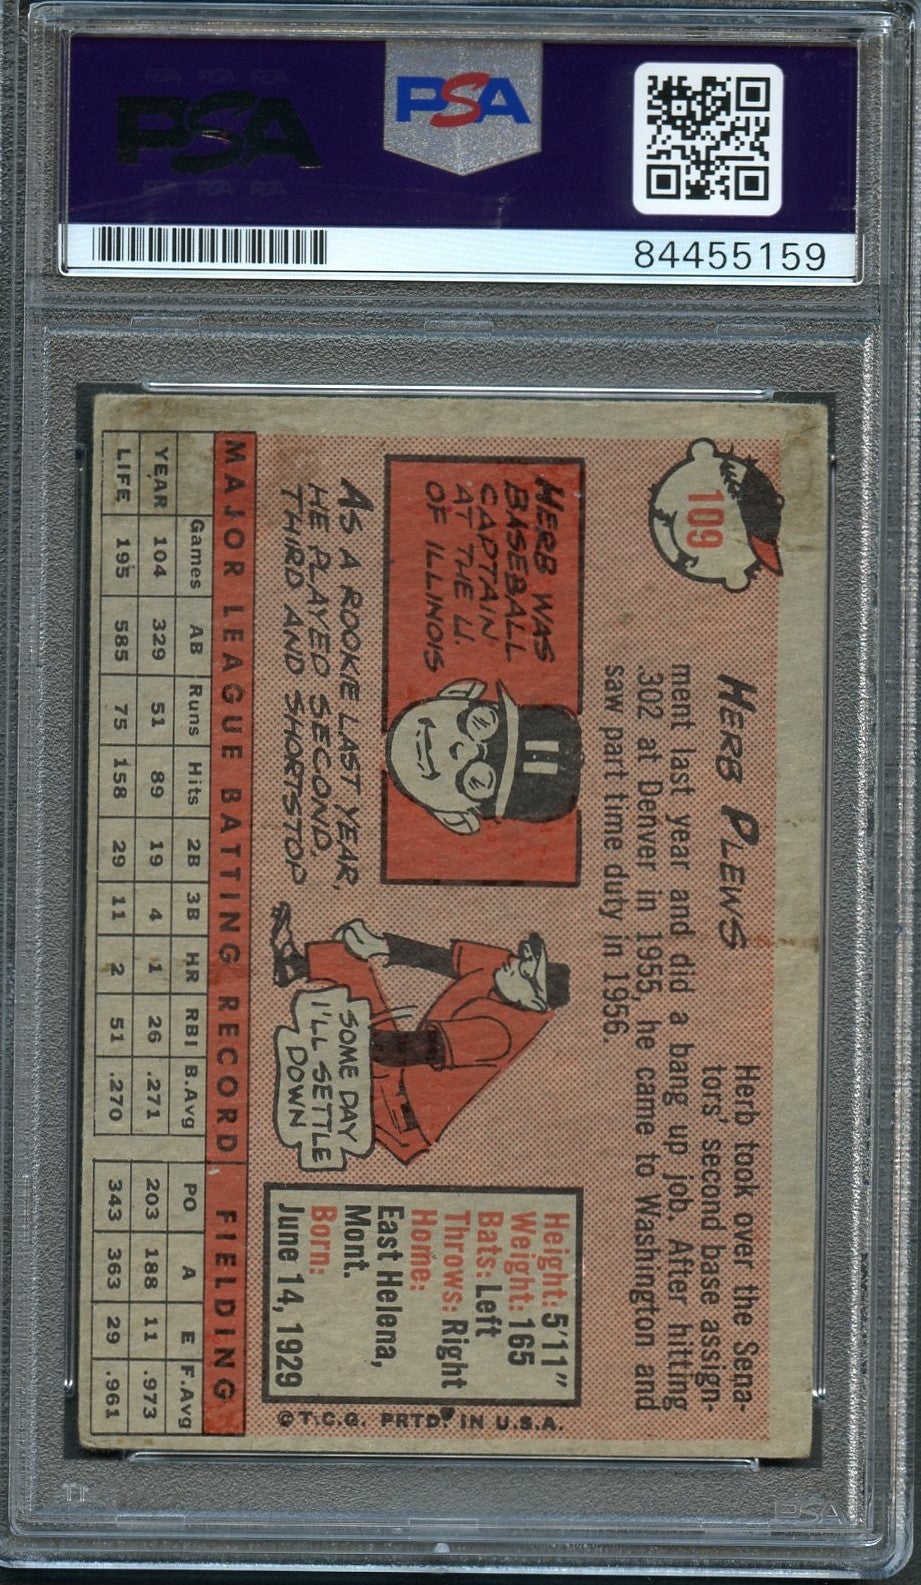 PSA
PSA
84455159
109
HERB PLEWS
Herb took over the Sena-
tors' second base assign-
ment last year and did a bang up job. After hitting
.302 at Denver in 1955, he came to Washington and
saw part time duty in 1956.
HERB WAS
BASEBALL
CAPTAIN
AT THE U.
OF ILLINOIS
AS A ROOKIE LAST YEAR,
HE PLAYED SECOND,
THIRD AND SHORTSTOP
SOME DAY
I'LL SETTLE
DOWN
Height: 5'11"
Weight: 165
Bats: Left
Throws: Right
Home:
East Helena,
Mont.
Born:
June 14, 1929
©T.C.G. PRTD. IN U.S.A.
MAJOR LEAGUE BATTING RECORD FIELDING
Games AB Runs Hits 2B 3B HR RBI B.Avg PO A E F.Avg
YEAR 104 329 51 89 19 4 1 26 .271 203 188 11 .973
LIFE 195 585 75 158 29 11 2 51 .270 343 363 29 .961
PSA